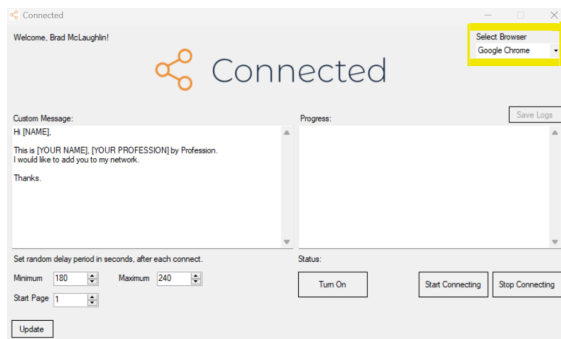 Connected
Welcome, Brad McLaughlin!
Select Browser
Google Chrome
Connected
Save Logs
Custom Message:
Progress:
Hi [NAME],
This is [YOUR NAME], [YOUR PROFESSION] by Profession.
I would like to add you to my network.
Thanks.
Set random delay period in seconds, after each connect.
Status:
Minimum 180 Maximum 240
Turn On
Start Connecting
Stop Connecting
Start Page 1
Update